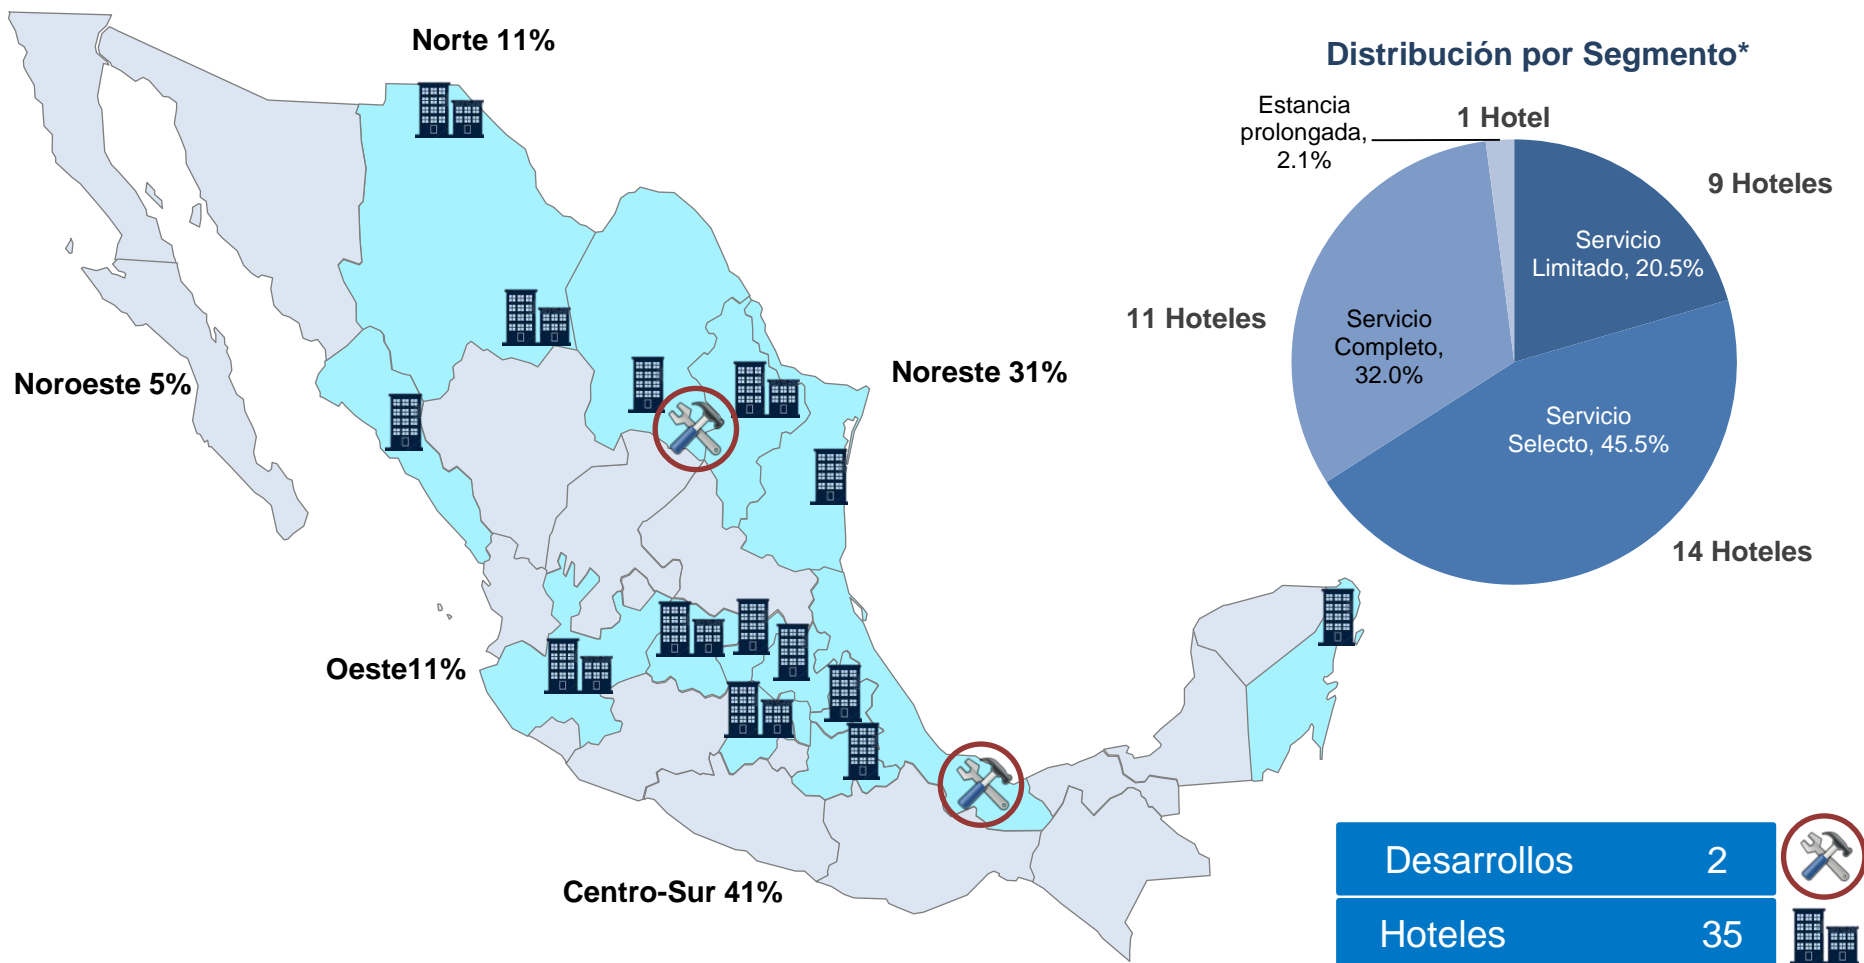 Norte 11%
Noroeste 5%
Noreste 31%
Oeste11%
Centro-Sur 41%
Distribución por Segmento*
Estancia
prolongada,
2.1%
1 Hotel
9 Hoteles
Servicio
Limitado, 20.5%
11 Hoteles
Servicio
Completo,
32.0%
Servicio
Selecto, 45.5%
14 Hoteles
Desarrollos 2
Hoteles 35